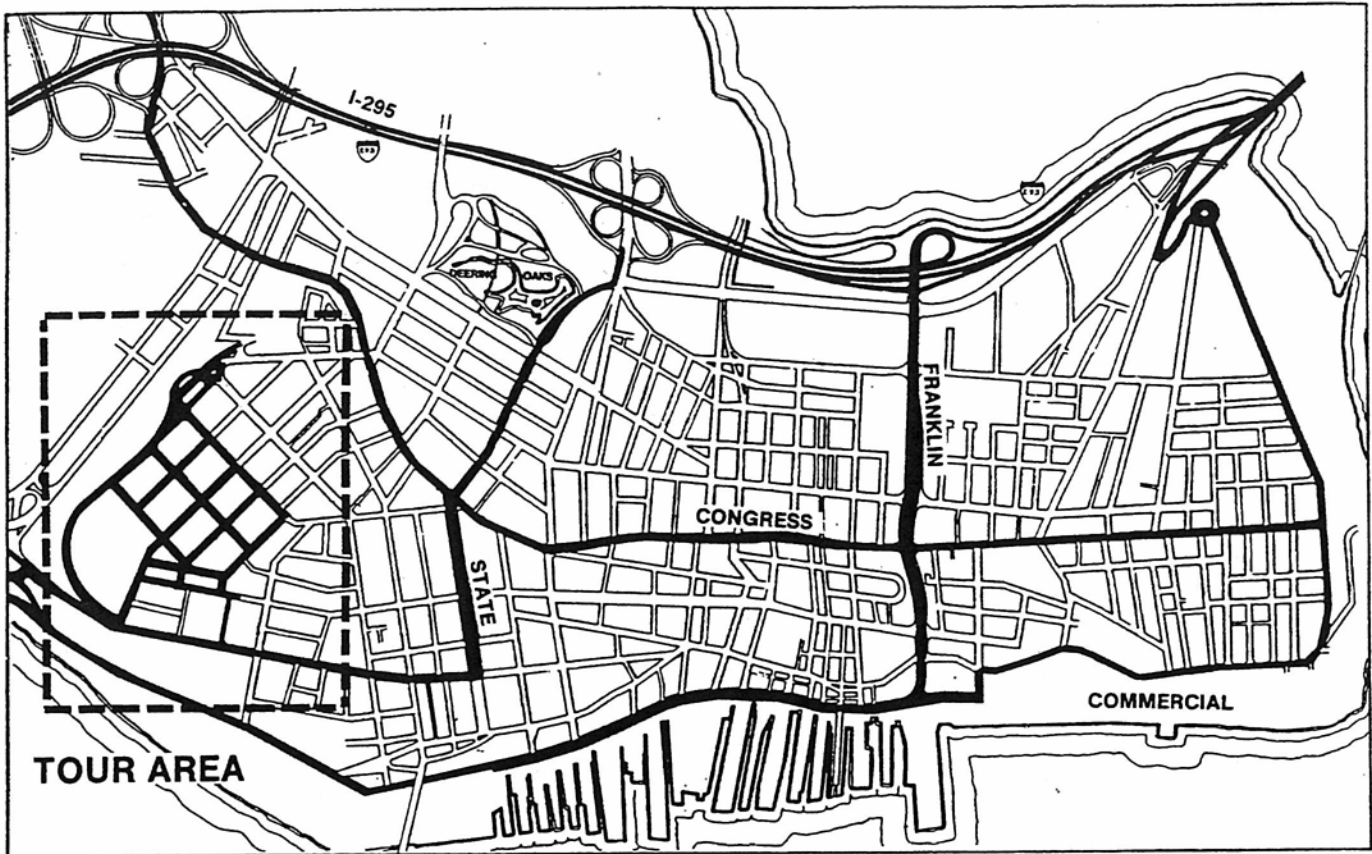 I-295
DEERING OAKS
FRANKLIN
CONGRESS
STATE
COMMERCIAL
TOUR AREA